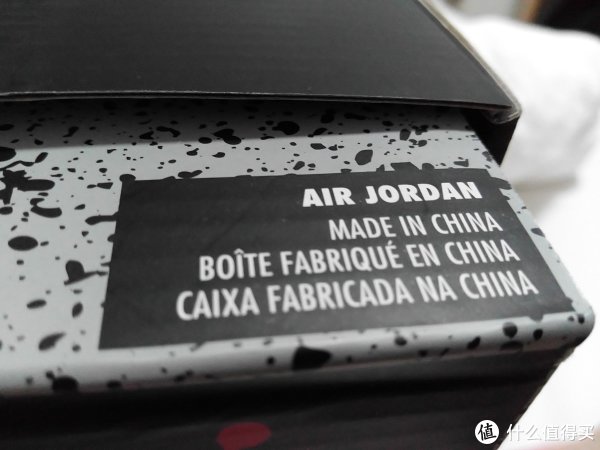 AIR JORDAN
MADE IN CHINA
BOÎTE FABRIQUÉ EN CHINA
CAIXA FABRICADA NA CHINA
值 什么值得买